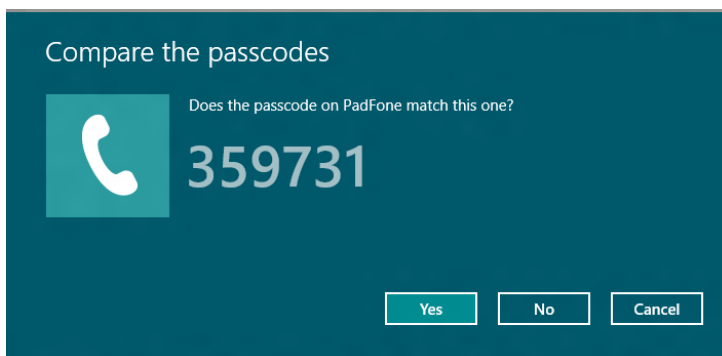 Compare the passcodes
Does the passcode on PadFone match this one?
359731
Yes No Cancel